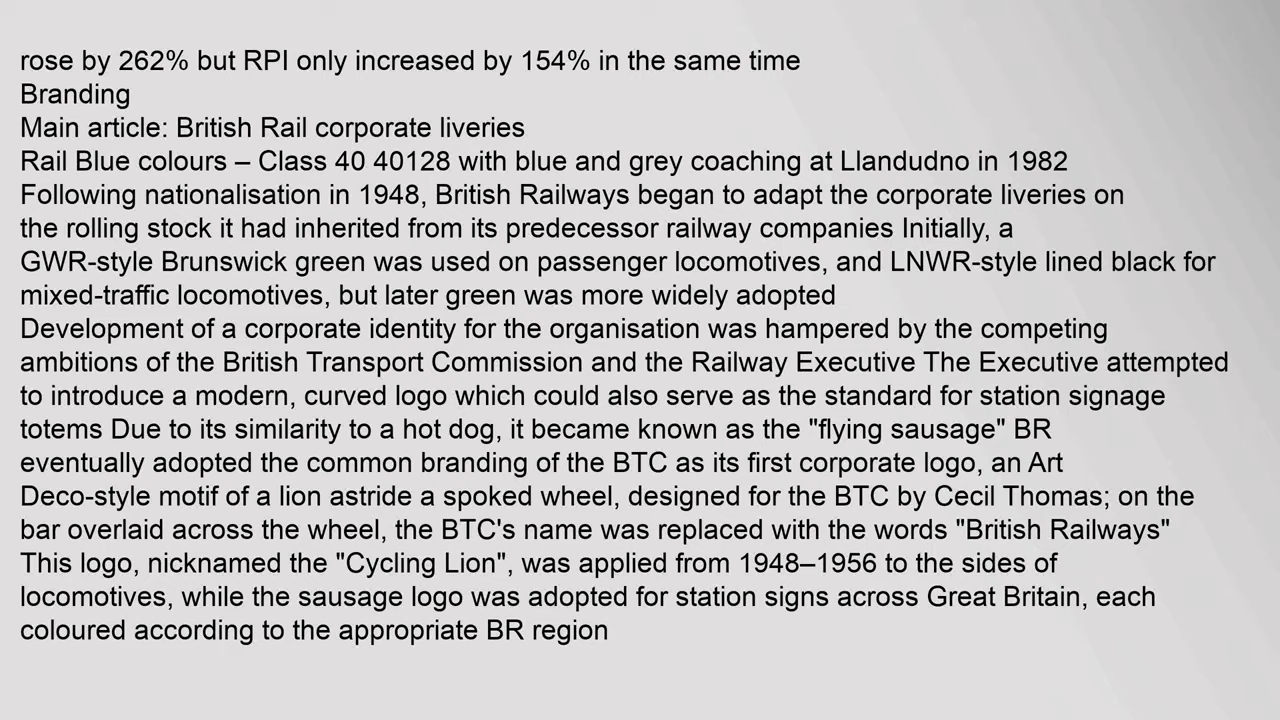 rose by 262% but RPI only increased by 154% in the same time
Branding
Main article: British Rail corporate liveries
Rail Blue colours – Class 40 40128 with blue and grey coaching at Llandudno in 1982
Following nationalisation in 1948, British Railways began to adapt the corporate liveries on
the rolling stock it had inherited from its predecessor railway companies Initially, a
GWR-style Brunswick green was used on passenger locomotives, and LNWR-style lined black for
mixed-traffic locomotives, but later green was more widely adopted
Development of a corporate identity for the organisation was hampered by the competing
ambitions of the British Transport Commission and the Railway Executive The Executive attempted
to introduce a modern, curved logo which could also serve as the standard for station signage
totems Due to its similarity to a hot dog, it became known as the "flying sausage" BR
eventually adopted the common branding of the BTC as its first corporate logo, an Art
Deco-style motif of a lion astride a spoked wheel, designed for the BTC by Cecil Thomas; on the
bar overlaid across the wheel, the BTC's name was replaced with the words "British Railways"
This logo, nicknamed the "Cycling Lion", was applied from 1948–1956 to the sides of
locomotives, while the sausage logo was adopted for station signs across Great Britain, each
coloured according to the appropriate BR region